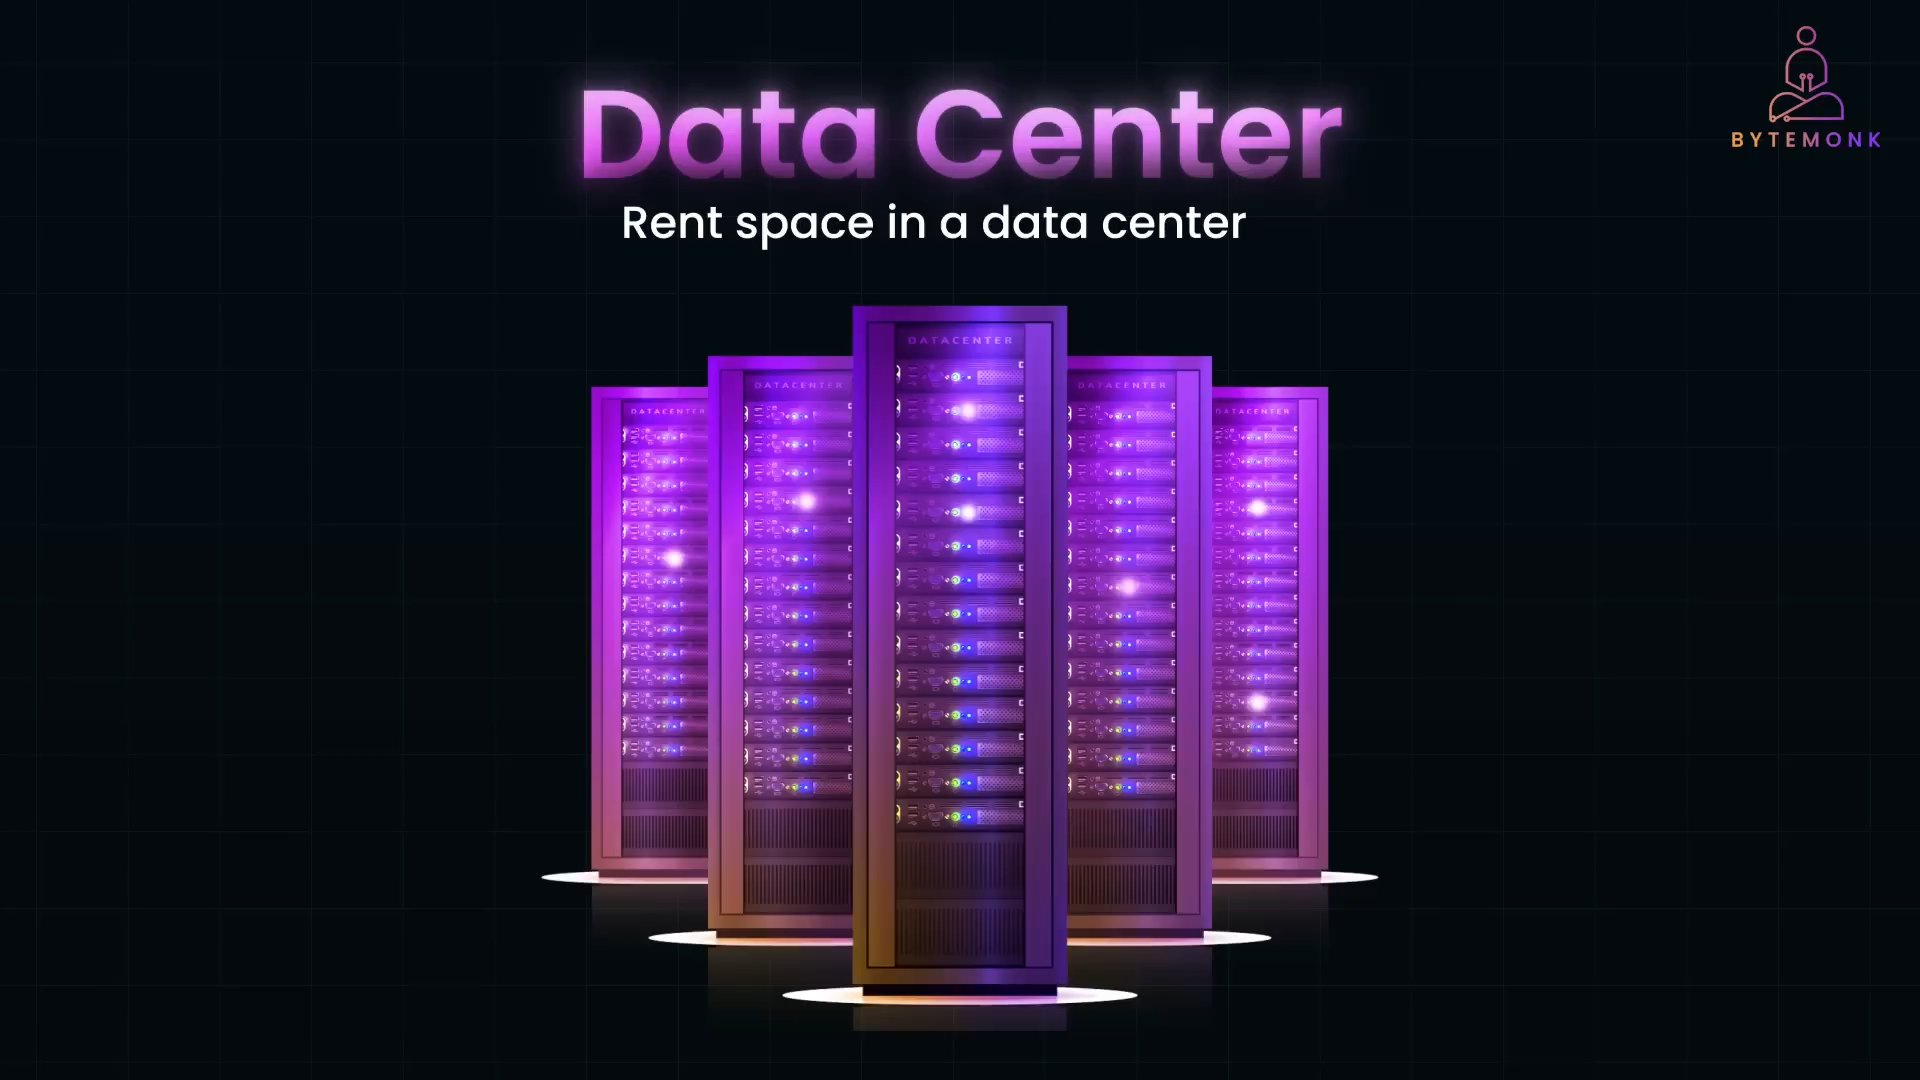 Data Center
Rent space in a data center
BYTEMONK
DATACENTER
DATACENTER
DATACENTER
DATACENTER
DATACENTER